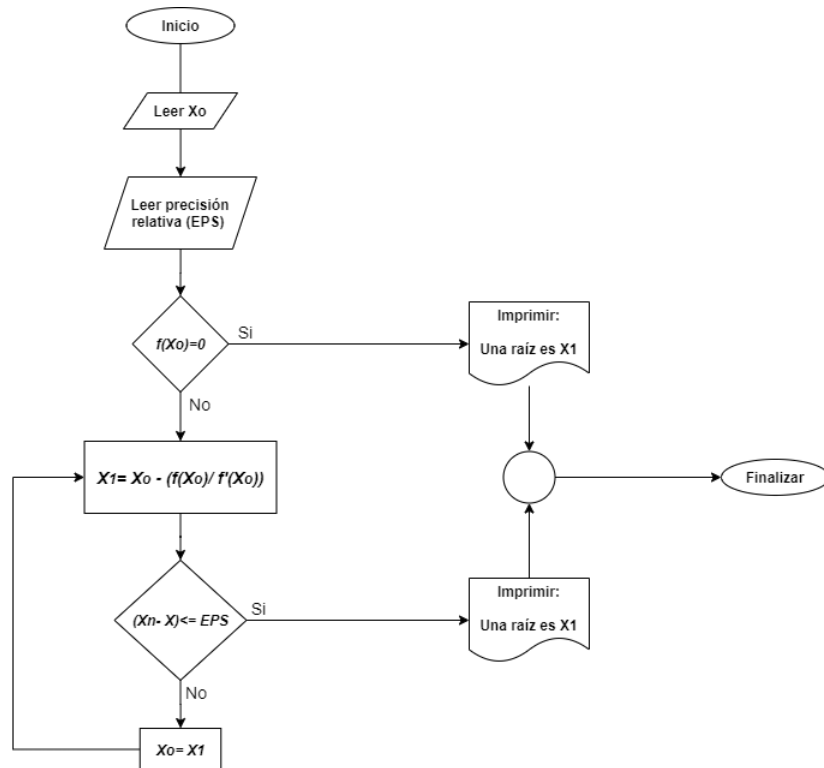 Inicio
Leer Xo
Leer precisión
relativa (EPS)
f(Xo)=0
Si
Imprimir:
Una raíz es X1
No
X1= Xo - (f(Xo)/ f'(Xo))
Finalizar
(Xn- X)<= EPS
Si
Imprimir:
Una raíz es X1
No
Xo= X1